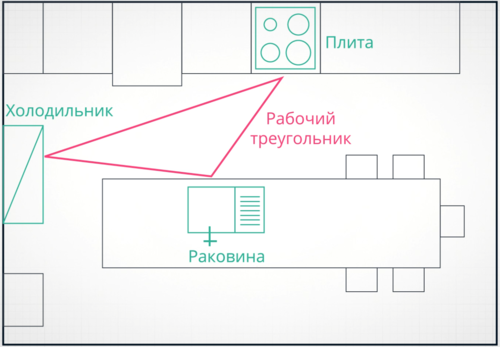 Плита
Холодильник
Рабочий
треугольник
Раковина